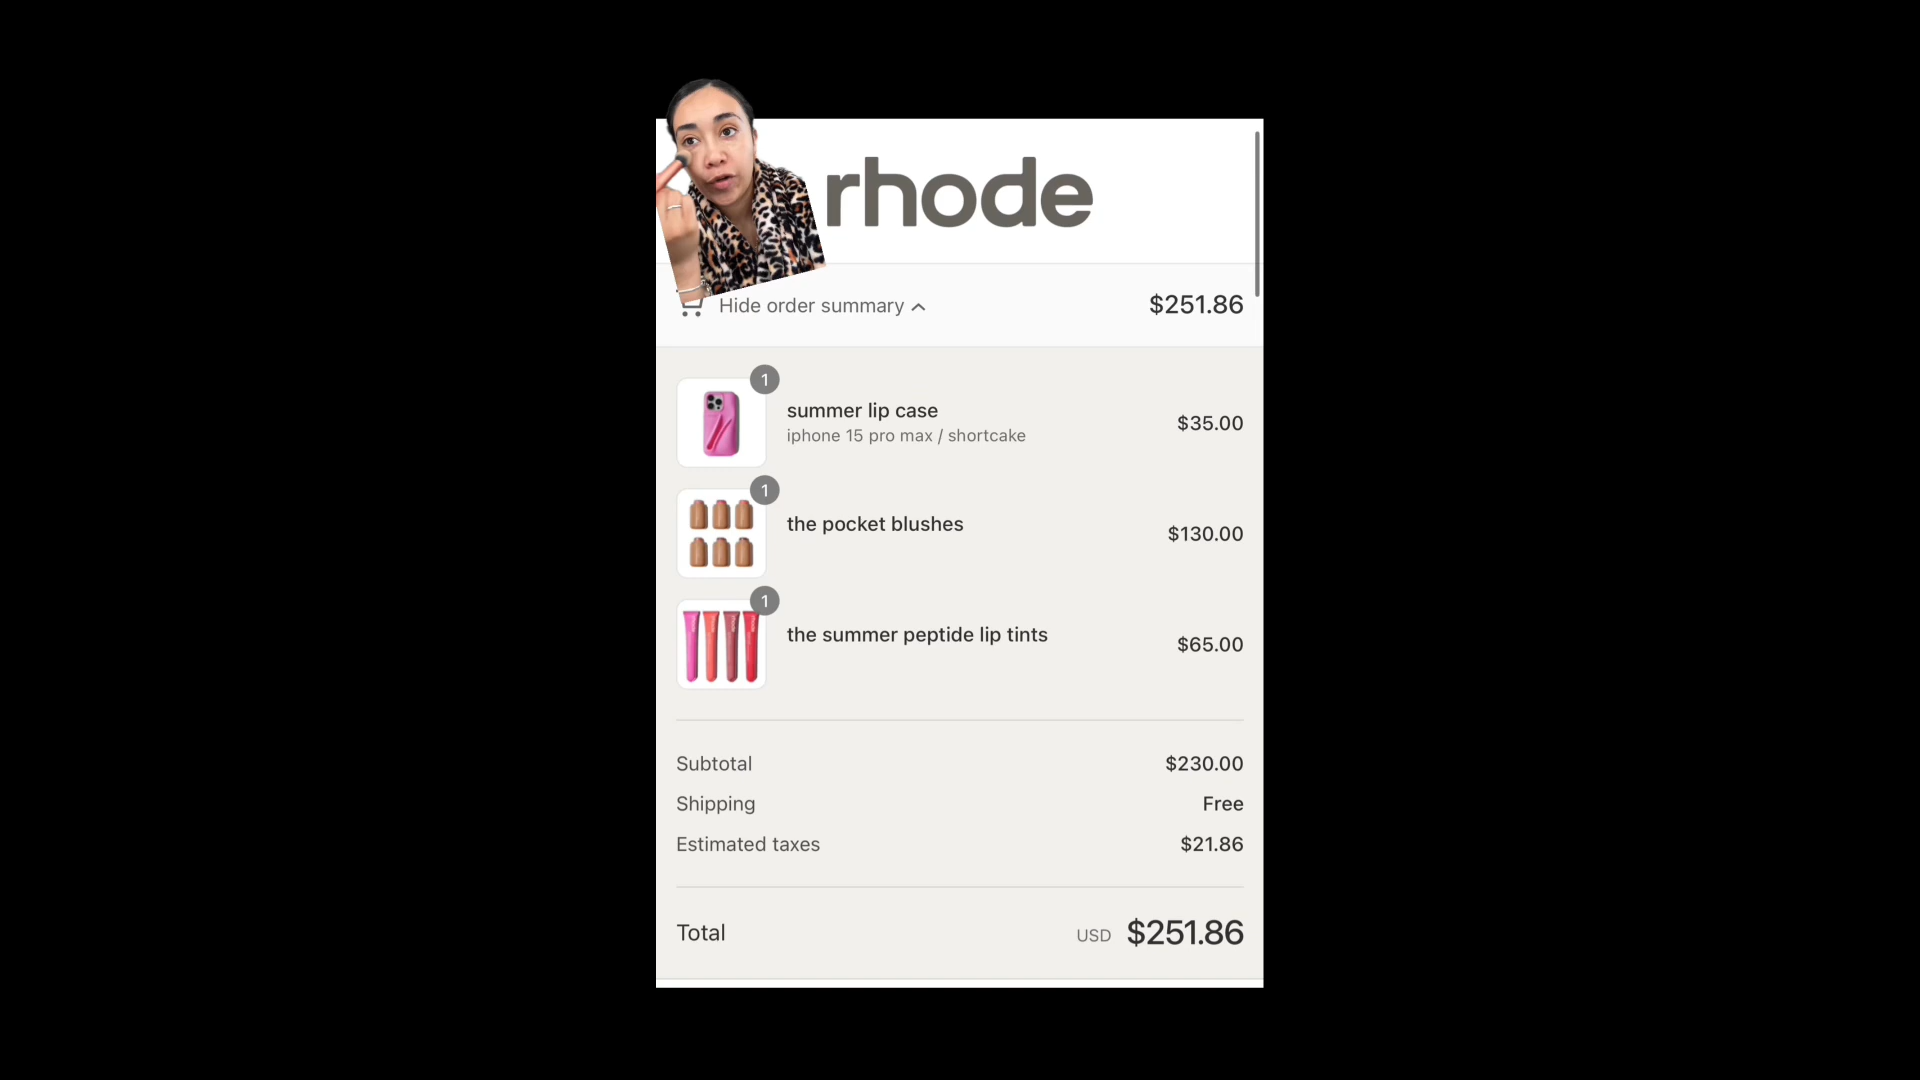 rhode
Hide order summary
$251.86
1
summer lip case
iphone 15 pro max / shortcake
$35.00
1
the pocket blushes
$130.00
1
the summer peptide lip tints
$65.00
Subtotal
$230.00
Shipping
Free
Estimated taxes
$21.86
Total
USD $251.86